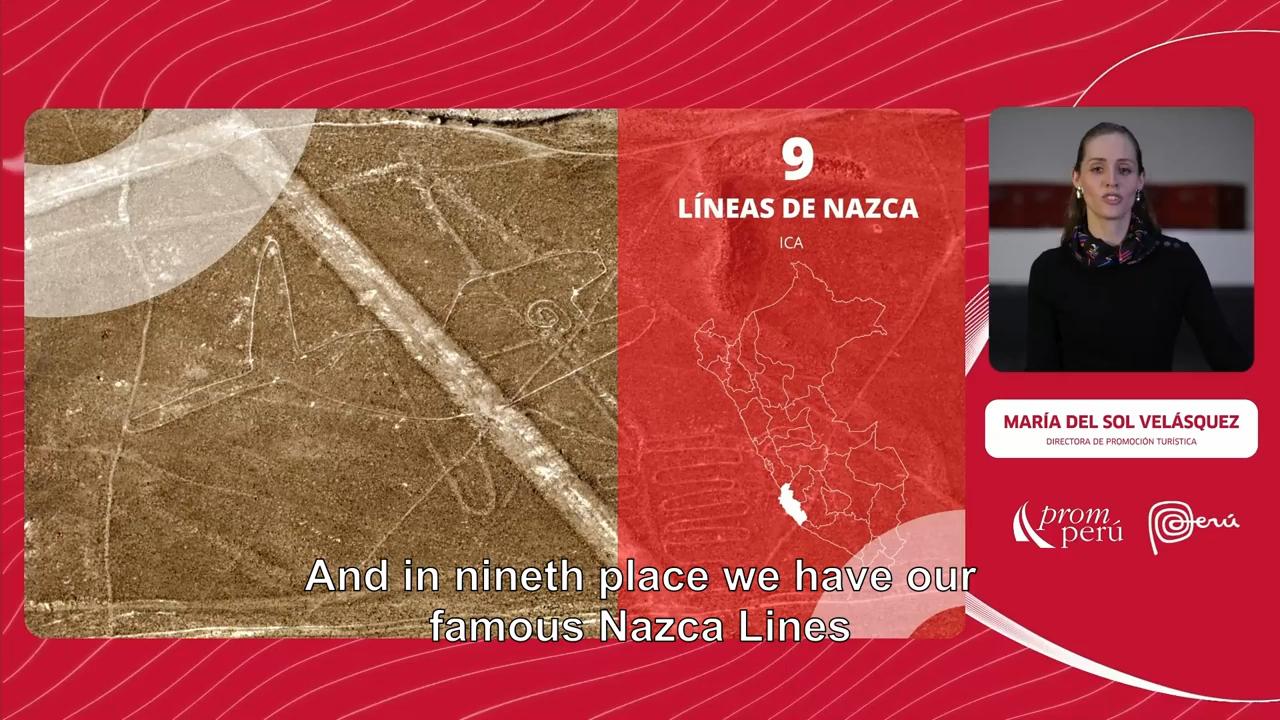 9
LÍNEAS DE NAZCA
ICA
MARÍA DEL SOL VELÁSQUEZ
DIRECTORA DE PROMOCIÓN TURÍSTICA
prom
perú
Perú
And in nineth place we have our
famous Nazca Lines